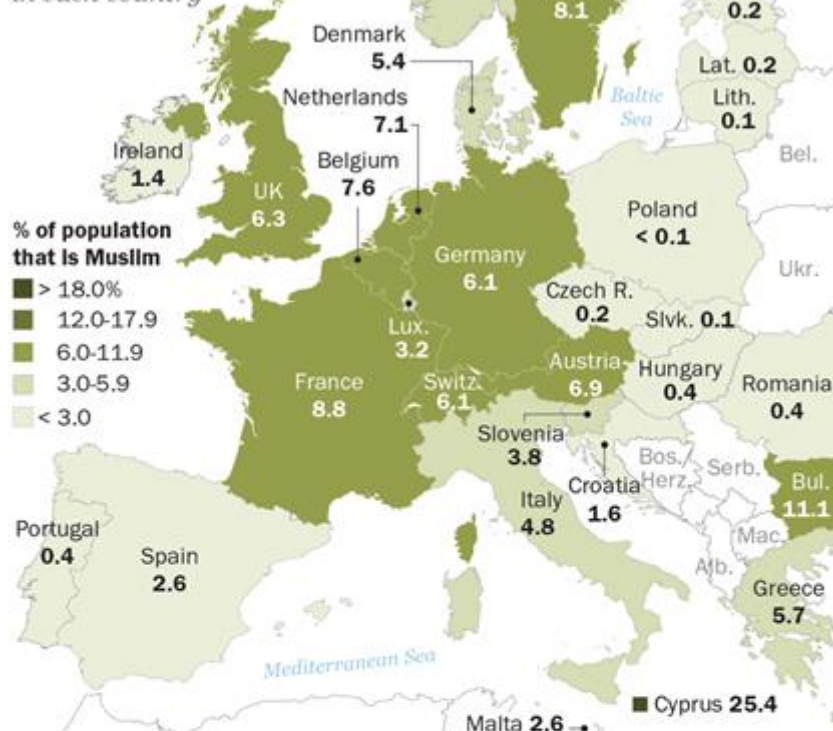 in each country
8.1
0.2
Denmark
5.4
Lat. 0.2
Netherlands
7.1
Baltic
Sea
Lith.
0.1
Ireland
1.4
Belgium
7.6
Bel.
UK
6.3
Poland
< 0.1
% of population
that is Muslim
> 18.0%
12.0-17.9
6.0-11.9
3.0-5.9
< 3.0
Germany
6.1
Ukr.
Czech R.
0.2
Slvk. 0.1
Lux.
3.2
Austria
6.9
Hungary
0.4
Romania
0.4
France
8.8
Switz.
6.1
Slovenia
3.8
Croatia
1.6
Bos./
Herz.
Serb.
Bul.
11.1
Italy
4.8
Portugal
0.4
Spain
2.6
Mac.
Alb.
Greece
5.7
Mediterranean Sea
Cyprus 25.4
Malta 2.6